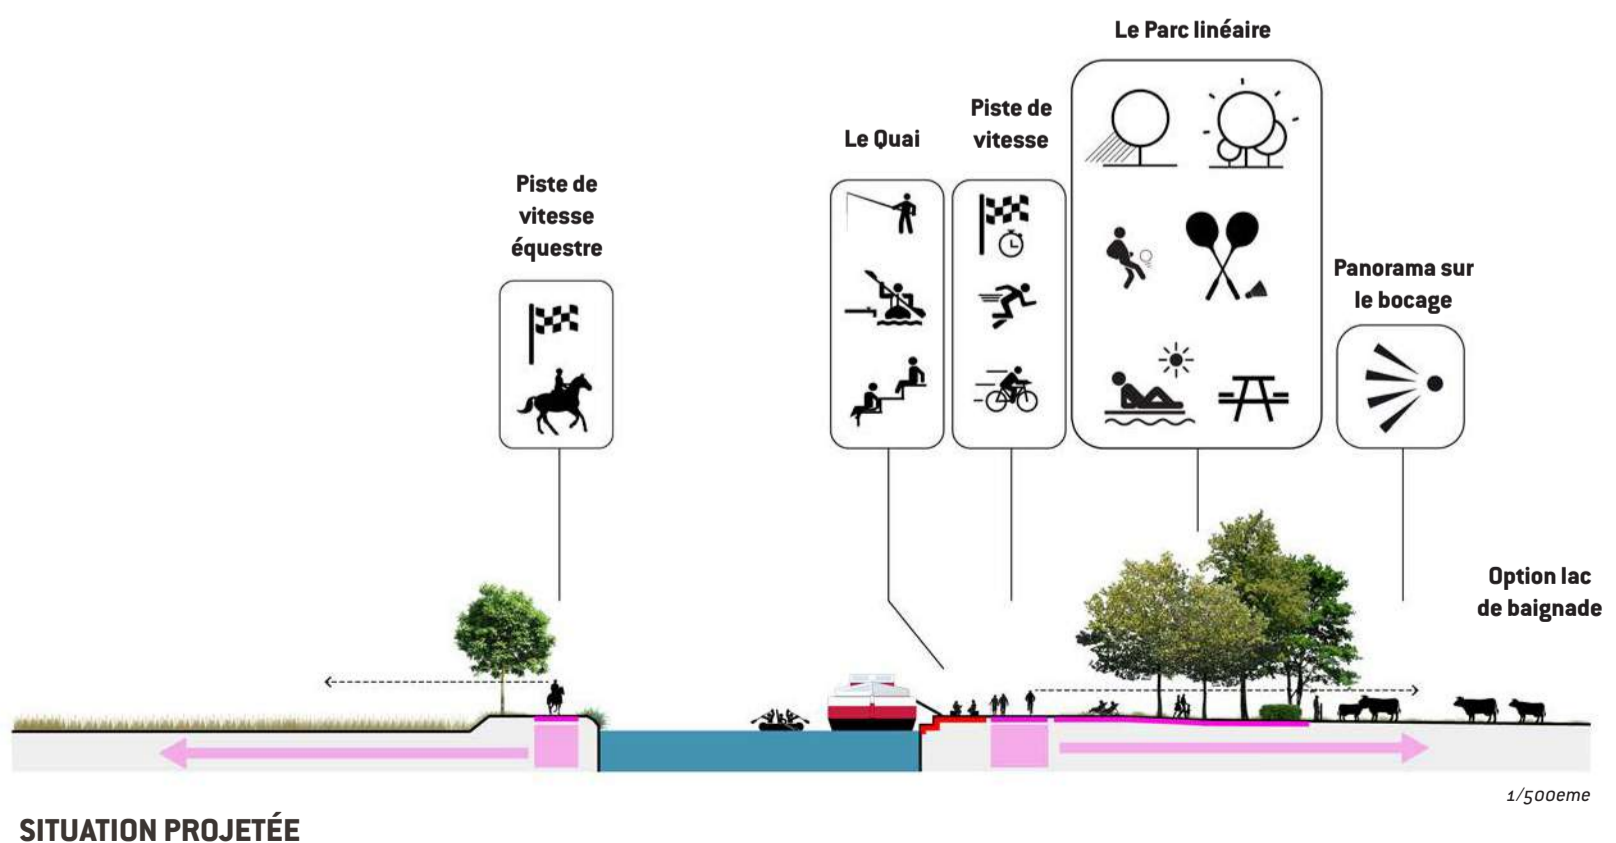 Le Parc linéaire
Piste de
vitesse
Le Quai
Piste de
vitesse
équestre
Panorama sur
le bocage
Option lac
de baignade
1/500eme
SITUATION PROJETÉE